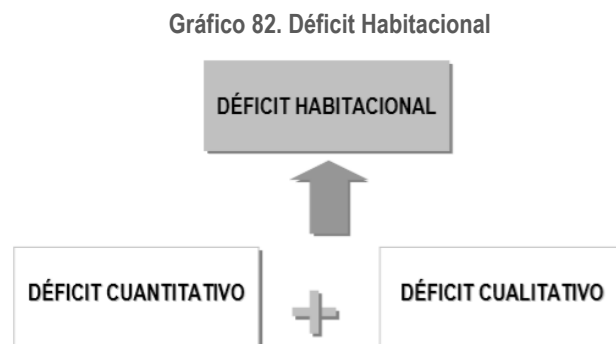 Gráfico 82. Déficit Habitacional
DÉFICIT HABITACIONAL
DÉFICIT CUANTITATIVO
DÉFICIT CUALITATIVO